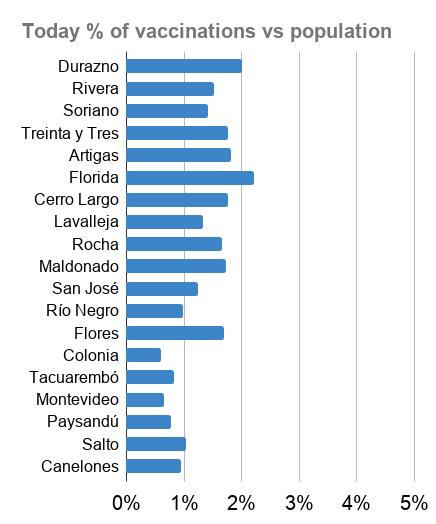 Today % of vaccinations vs population
Durazno
Rivera
Soriano
Treinta y Tres
Artigas
Florida
Cerro Largo
Lavalleja
Rocha
Maldonado
San José
Río Negro
Flores
Colonia
Tacuarembó
Montevideo
Paysandú
Salto
Canelones
0% 1% 2% 3% 4% 5%